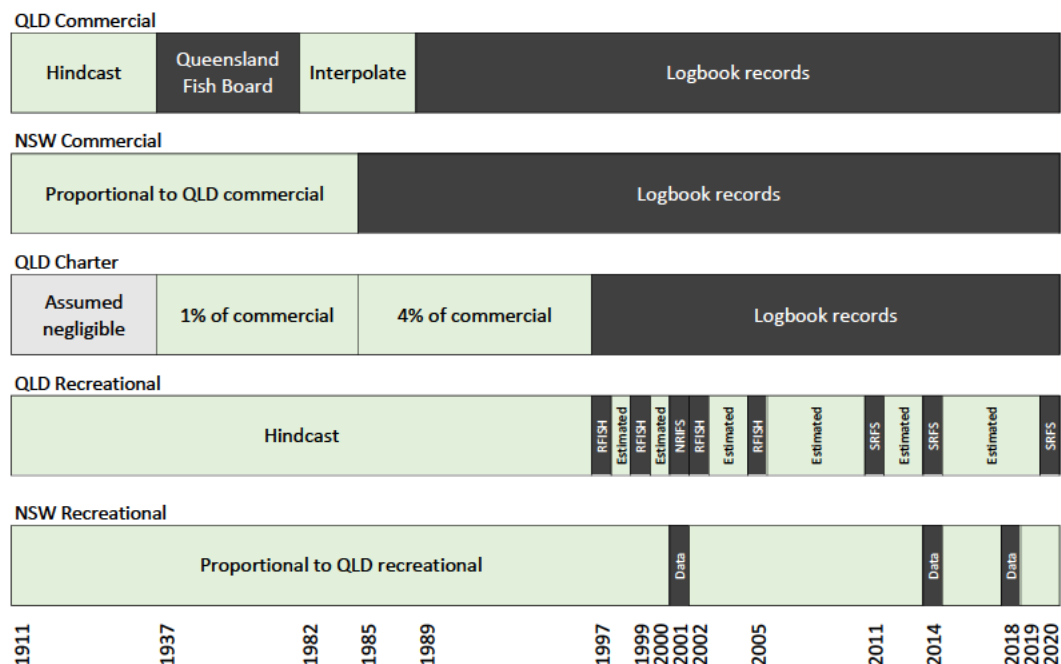 QLD Commercial
Hindcast
Queensland
Fish Board
Interpolate
Logbook records
NSW Commercial
Proportional to QLD commercial
Logbook records
QLD Charter
Assumed
negligible
1% of commercial
4% of commercial
Logbook records
QLD Recreational
Hindcast
RFISH
Estimated
RFISH
Estimated
NRIFS
RFISH
Estimated
RFISH
Estimated
SRFS
Estimated
SRFS
Estimated
SRFS
NSW Recreational
Proportional to QLD recreational
Data
Data
Data
1911
1937
1982
1985
1989
1997
1999
2000
2001
2002
2005
2011
2014
2018
2019
2020